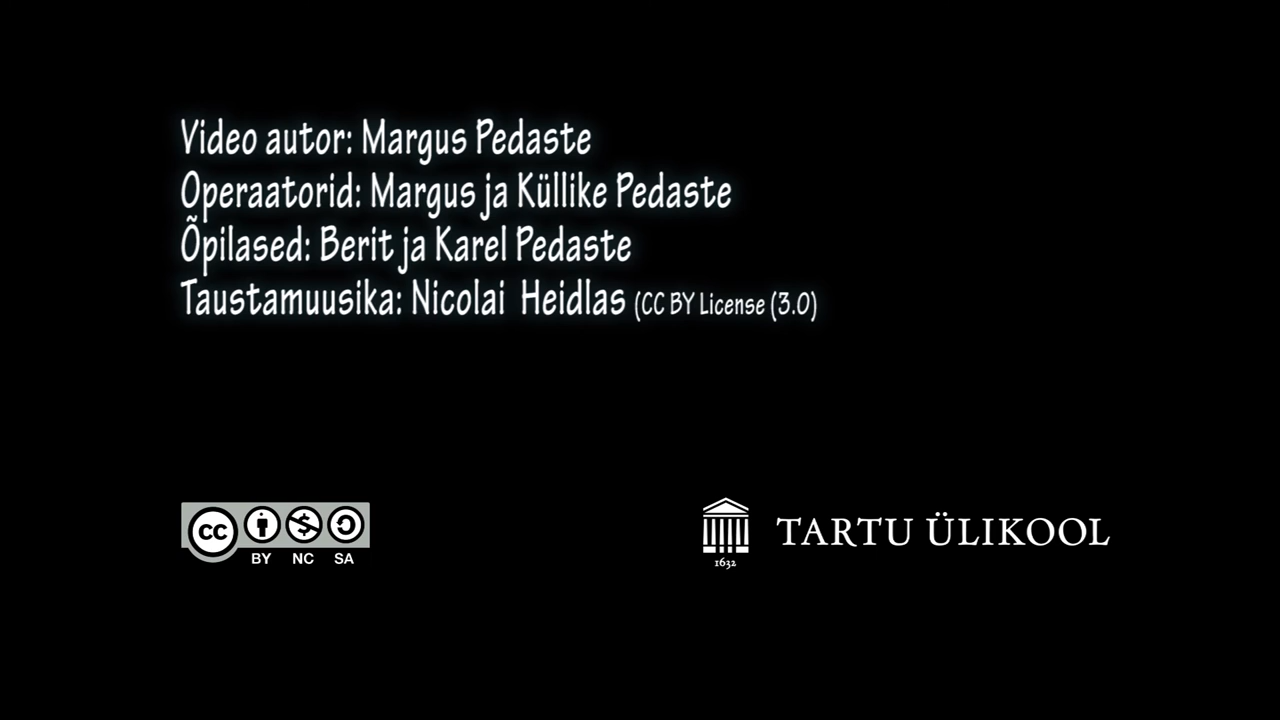 Video autor: Margus Pedaste
Operaatorid: Margus ja Küllike Pedaste
Õpilased: Berit ja Karel Pedaste
Taustamuusika: Nicolai Heidlas (CC BY License (3.0)
CC BY NC SA
1632 TARTU ÜLIKOOL